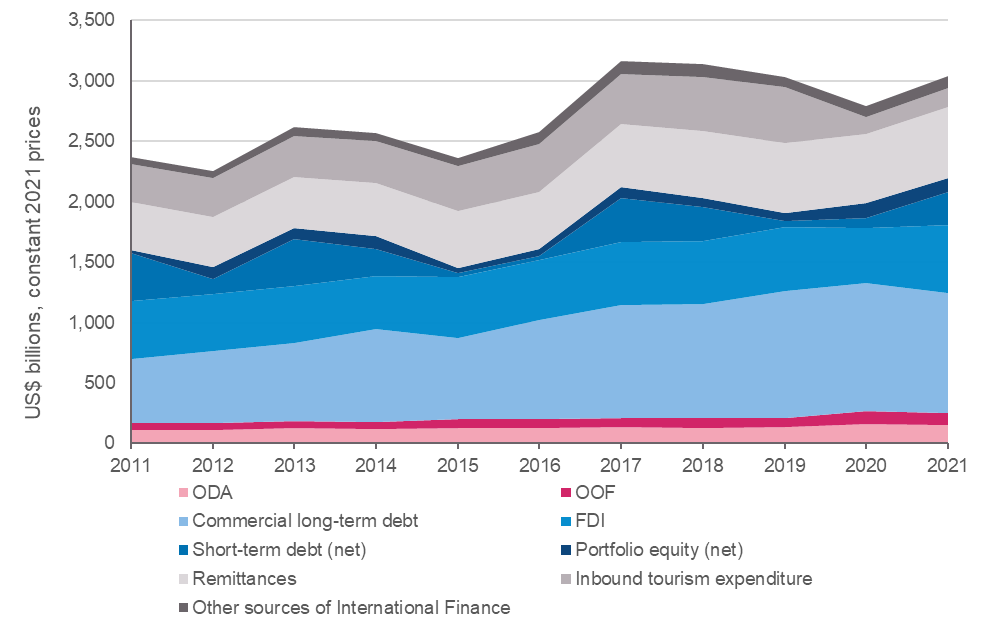 US$ billions, constant 2021 prices
3,500
3,000
2,500
2,000
1,500
1,000
500
0
2011 2012 2013 2014 2015 2016 2017 2018 2019 2020 2021
ODA OOF
Commercial long-term debt FDI
Short-term debt (net) Portfolio equity (net)
Remittances Inbound tourism expenditure
Other sources of International Finance